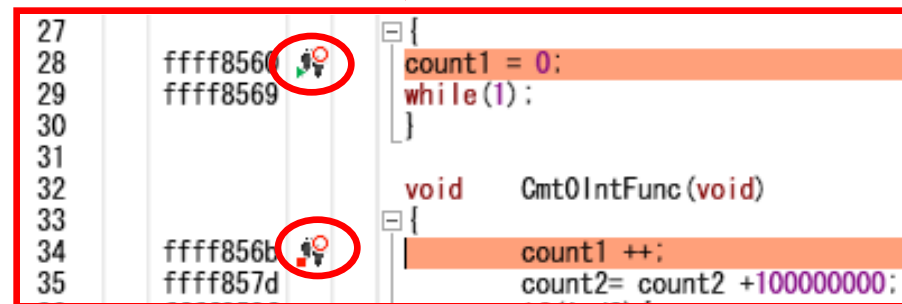 27 {
28 ffff8560 count1 = 0;
29 ffff8569 while(1);
30 }
31
32 void Cmt0IntFunc(void)
33 {
34 ffff856b count1 ++;
35 ffff857d count2= count2 +100000000;